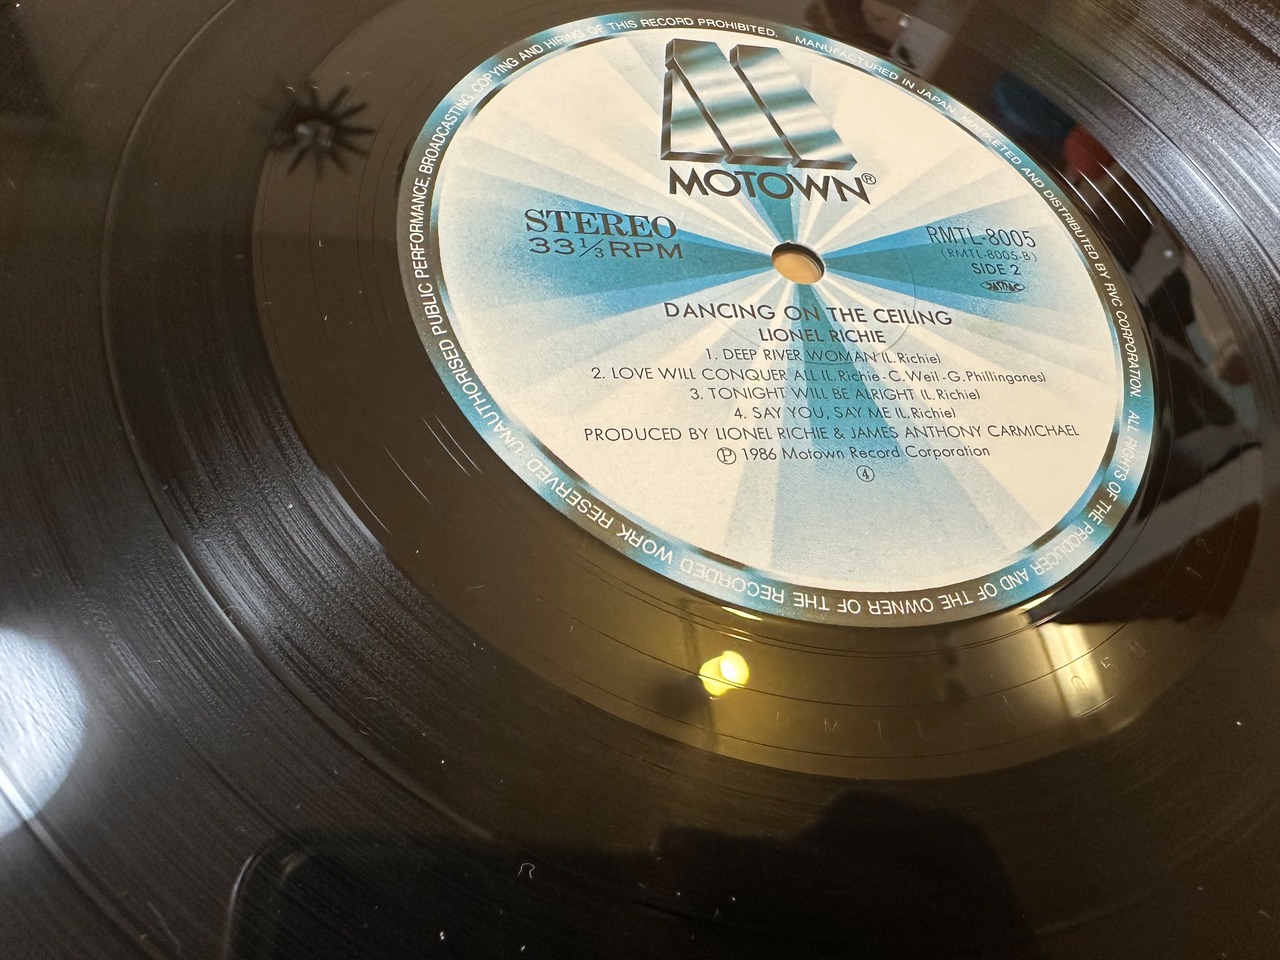 UNAUTHORISED PUBLIC PERFORMANCE, BROADCASTING, COPYING AND HIRING OF THIS RECORD PROHIBITED. MANUFACTURED IN JAPAN, MARKETED AND DISTRIBUTED BY RVC CORPORATION. ALL RIGHTS OF THE PRODUCER AND OF THE OWNER OF THE RECORDED WORK RESERVED.
MOTOWN®
STEREO
33⅓ RPM
RMTL-8005
(RMTL-8005-B)
SIDE 2
DANCING ON THE CEILING
LIONEL RICHIE
1. DEEP RIVER WOMAN (L. Richie)
2. LOVE WILL CONQUER ALL (L. Richie - C. Weil - G. Phillinganes)
3. TONIGHT WILL BE ALRIGHT (L. Richie)
4. SAY YOU, SAY ME (L. Richie)
PRODUCED BY LIONEL RICHIE & JAMES ANTHONY CARMICHAEL
℗ 1986 Motown Record Corporation
④